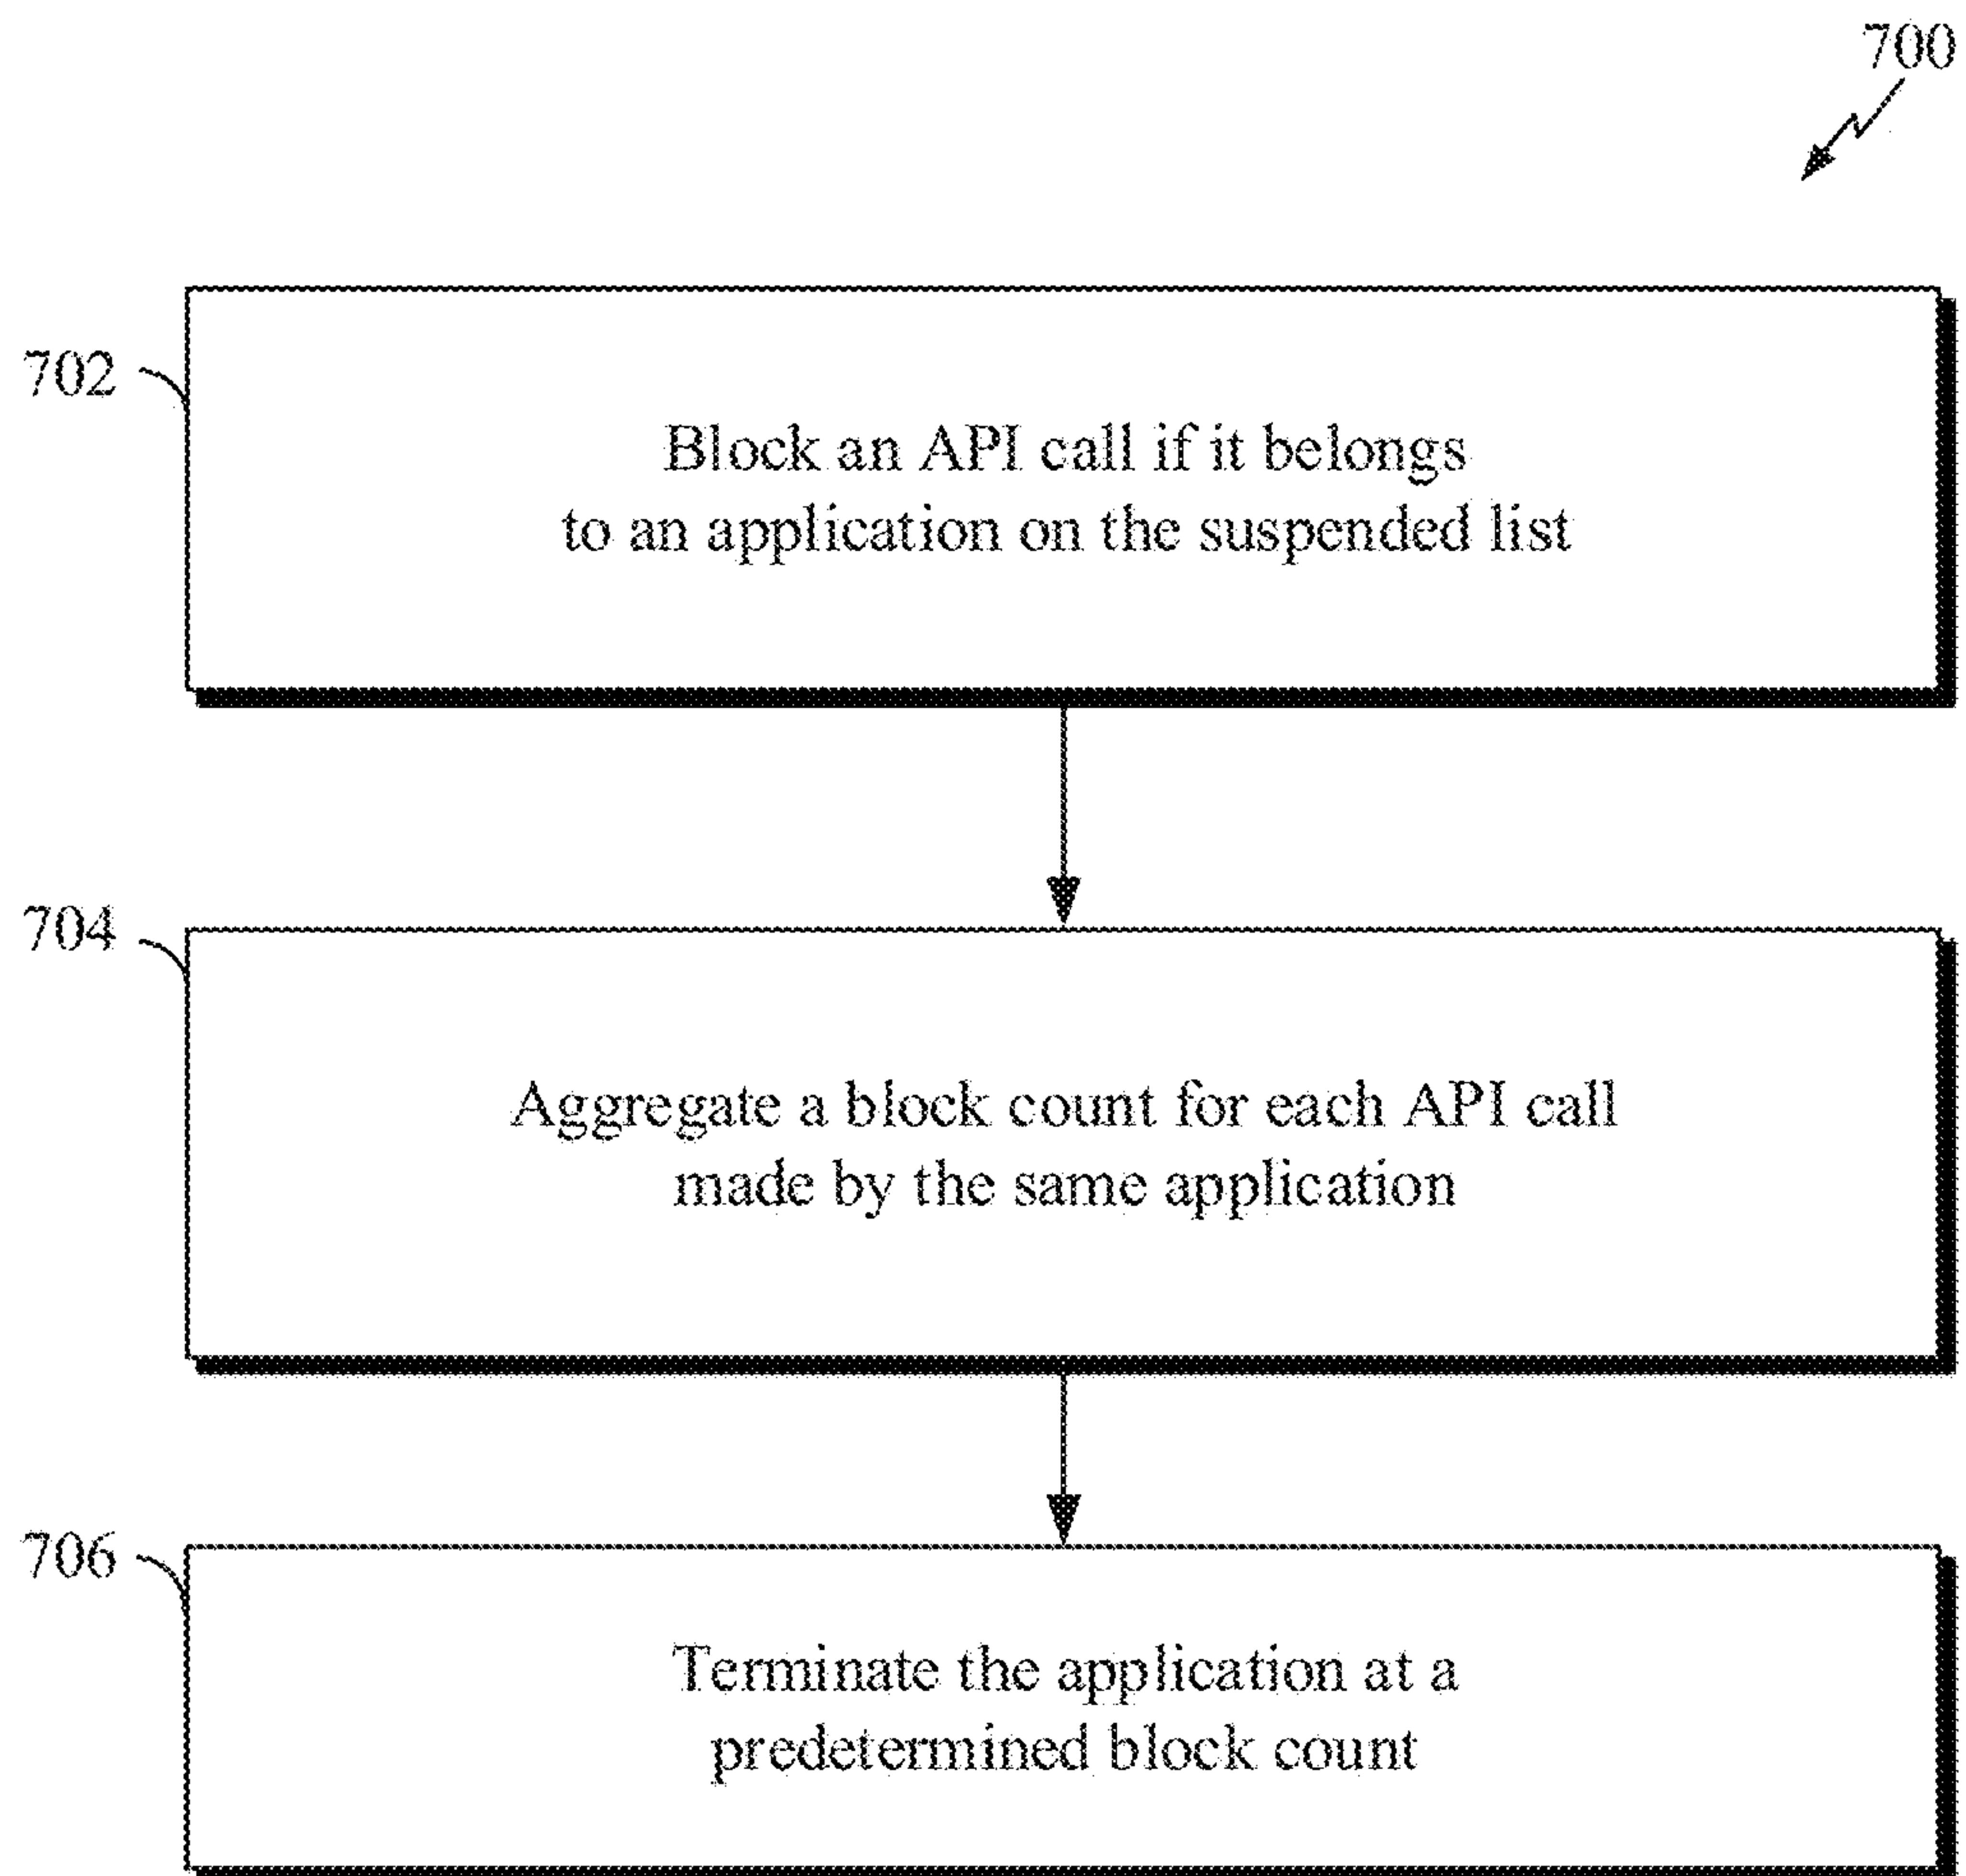 700
702
Block an API call if it belongs
to an application on the suspended list
704
Aggregate a block count for each API call
made by the same application
706
Terminate the application at a
predetermined block count